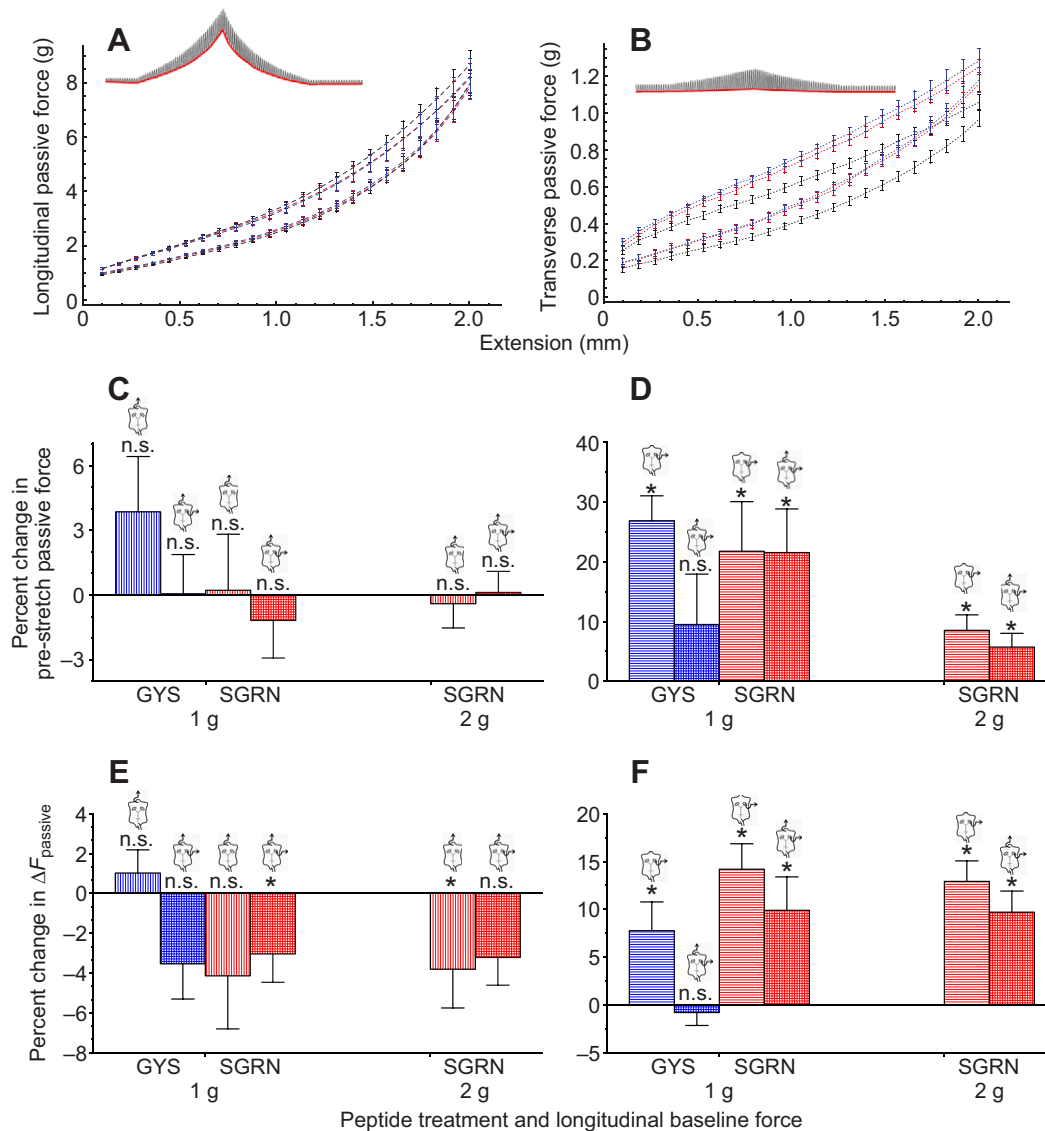 A
B
Longitudinal passive force (g)
8
6
4
2
0
0
0.5
1.0
1.5
2.0
Transverse passive force (g)
1.2
1.0
0.8
0.6
0.4
0.2
0
0
0.5
1.0
1.5
2.0
Extension (mm)
C
D
Percent change in
pre-stretch passive force
6
3
0
–3
n.s.
n.s.
n.s.
n.s.
n.s.
n.s.
GYS SGRN SGRN
1 g 2 g
40
30
20
10
0
*
n.s.
*
*
*
*
GYS SGRN SGRN
1 g 2 g
E
F
Percent change in ΔFpassive
4
2
0
–2
–4
–6
–8
n.s.
n.s.
n.s.
*
*
n.s.
GYS SGRN SGRN
1 g 2 g
20
15
10
5
0
–5
*
n.s.
*
*
*
*
GYS SGRN SGRN
1 g 2 g
Peptide treatment and longitudinal baseline force